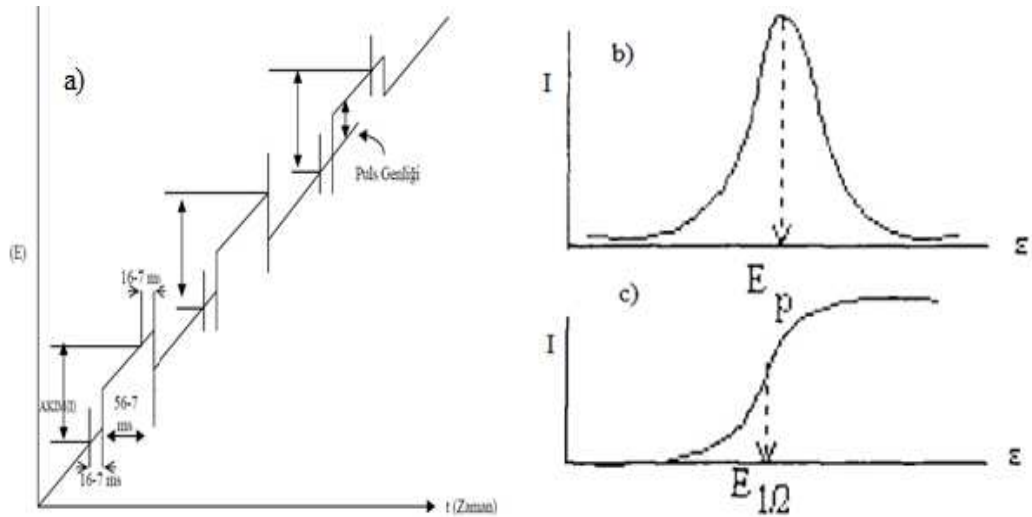 a)
Puls Genliği
(E)
16-7 ms
AKIM(I)
56-7
ms
16-7 ms
t (Zaman)
b)
I
ε
E p
c)
I
ε
E 1/2